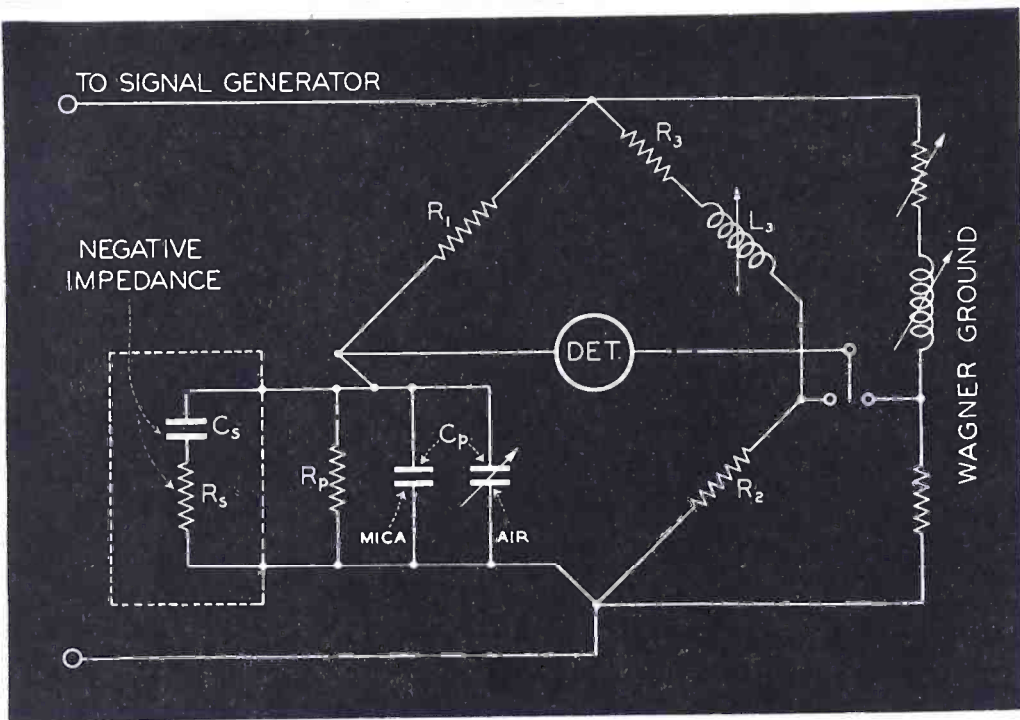 TO SIGNAL GENERATOR
R₃
R₁
L₃
NEGATIVE
IMPEDANCE
DET.
WAGNER GROUND
Cₛ
Rₛ
Rₚ
Cₚ
R₂
MICA
AIR